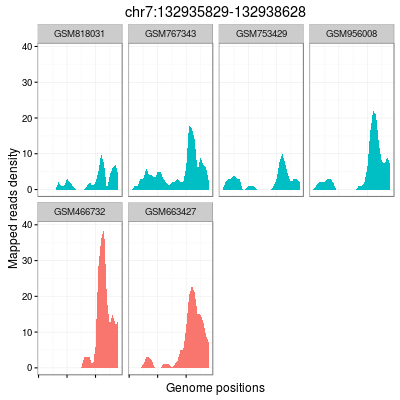 chr7:132935829-132938628
GSM818031 GSM767343 GSM753429 GSM956008
40
30
20
10
0
Mapped reads density
GSM466732 GSM663427
40
30
20
10
0
Genome positions